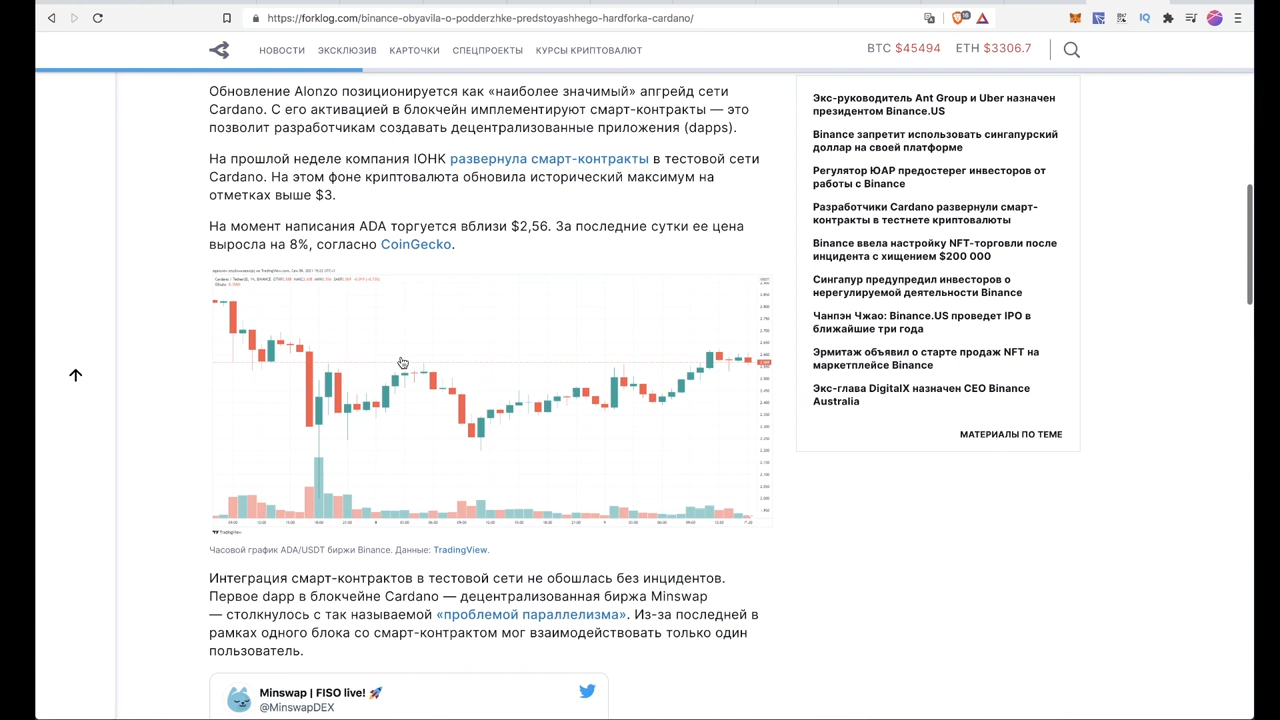 https://forklog.com/binance-obyavila-o-podderzhke-predstoyashhego-hardforka-cardano/
НОВОСТИ ЭКСКЛЮЗИВ КАРТОЧКИ СПЕЦПРОЕКТЫ КУРСЫ КРИПТОВАЛЮТ
BTC $45494 ETH $3306.7
Обновление Alonzo позиционируется как «наиболее значимый» апгрейд сети
Cardano. С его активацией в блокчейн имплементируют смарт-контракты — это
позволит разработчикам создавать децентрализованные приложения (dapps).
На прошлой неделе компания IOHK развернула смарт-контракты в тестовой сети
Cardano. На этом фоне криптовалюта обновила исторический максимум на
отметках выше $3.
На момент написания ADA торгуется вблизи $2,56. За последние сутки ее цена
выросла на 8%, согласно CoinGecko.
TradingView
Часовой график ADA/USDT биржи Binance. Данные: TradingView.
Интеграция смарт-контрактов в тестовой сети не обошлась без инцидентов.
Первое dapp в блокчейне Cardano — децентрализованная биржа Minswap
— столкнулось с так называемой «проблемой параллелизма». Из-за последней в
рамках одного блока со смарт-контрактом мог взаимодействовать только один
пользователь.
Minswap | FISO live! 🚀
@MinswapDEX
Экс-руководитель Ant Group и Uber назначен
президентом Binance.US
Binance запретит использовать сингапурский
доллар на своей платформе
Регулятор ЮАР предостерег инвесторов от
работы с Binance
Разработчики Cardano развернули смарт-
контракты в тестнете криптовалюты
Binance ввела настройку NFT-торговли после
инцидента с хищением $200 000
Сингапур предупредил инвесторов о
нерегулируемой деятельности Binance
Чанпэн Чжао: Binance.US проведет IPO в
ближайшие три года
Эрмитаж объявил о старте продаж NFT на
маркетплейсе Binance
Экс-глава DigitalX назначен CEO Binance
Australia
МАТЕРИАЛЫ ПО ТЕМЕ